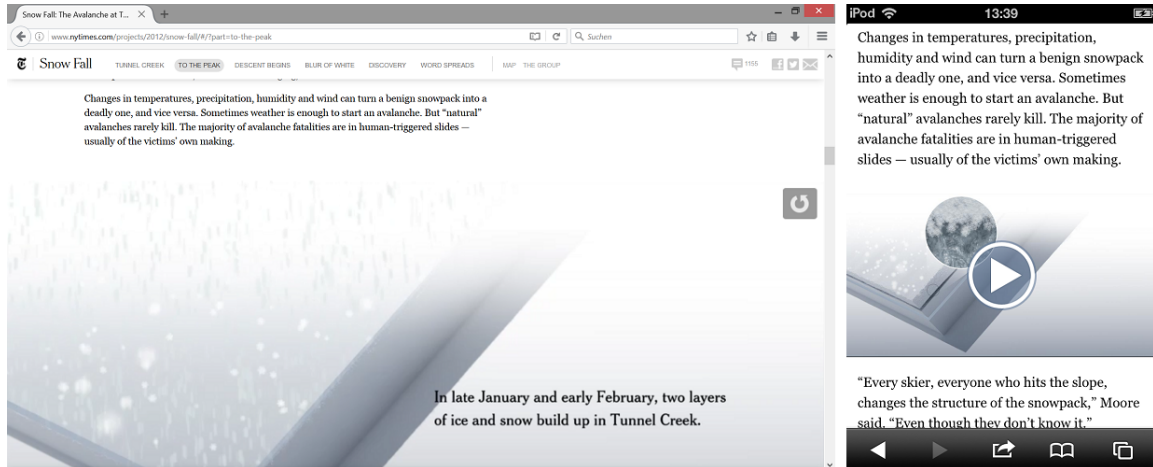 Snow Fall: The Avalanche at T...
www.nytimes.com/projects/2012/snow-fall/#/?part=to-the-peak
Suchen
Snow Fall
TUNNEL CREEK TO THE PEAK DESCENT BEGINS BLUR OF WHITE DISCOVERY WORD SPREADS MAP THE GROUP
1155
Changes in temperatures, precipitation, humidity and wind can turn a benign snowpack into a
deadly one, and vice versa. Sometimes weather is enough to start an avalanche. But “natural”
avalanches rarely kill. The majority of avalanche fatalities are in human-triggered slides —
usually of the victims’ own making.
In late January and early February, two layers
of ice and snow build up in Tunnel Creek.
iPod 13:39
Changes in temperatures, precipitation,
humidity and wind can turn a benign snowpack
into a deadly one, and vice versa. Sometimes
weather is enough to start an avalanche. But
“natural” avalanches rarely kill. The majority of
avalanche fatalities are in human-triggered
slides — usually of the victims’ own making.
“Every skier, everyone who hits the slope,
changes the structure of the snowpack,” Moore
said. “Even though they don’t know it.”